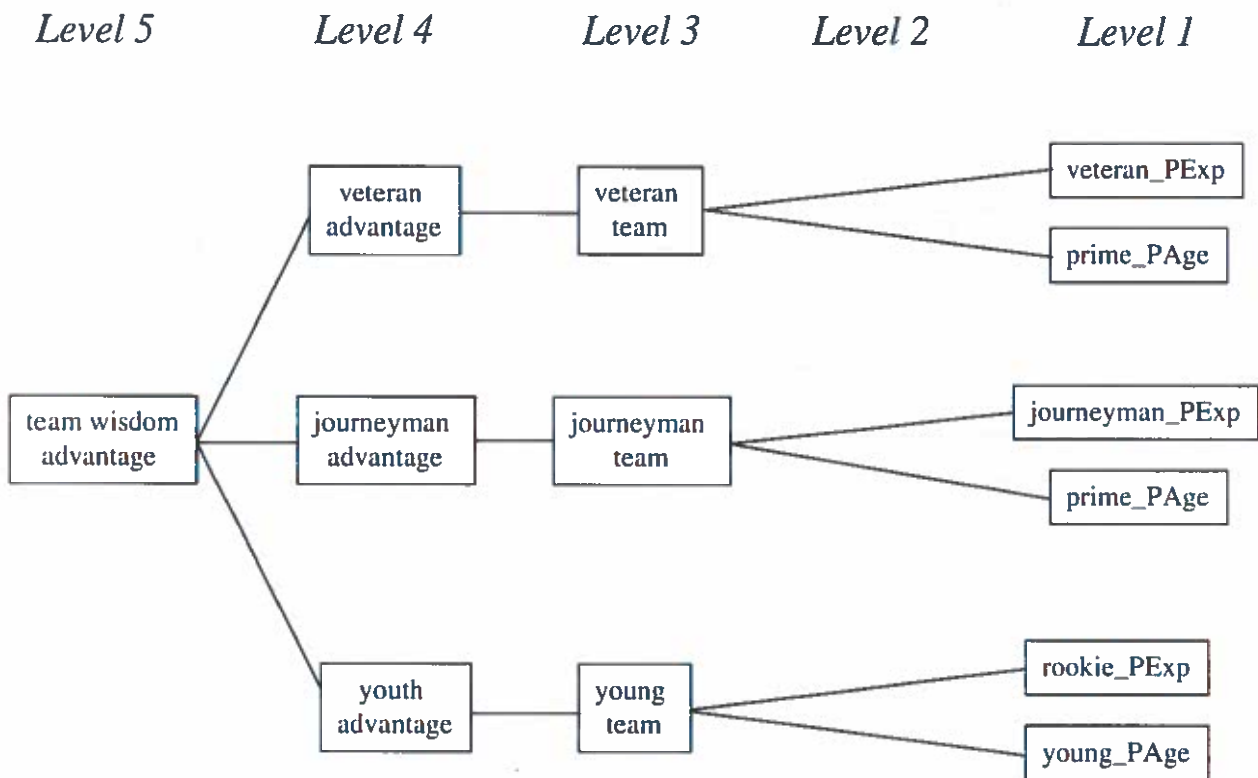 Level 5 Level 4 Level 3 Level 2 Level 1
veteran
advantage
veteran
team
veteran_PExp
prime_PAge
team wisdom
advantage
journeyman
advantage
journeyman
team
journeyman_PExp
prime_PAge
youth
advantage
young
team
rookie_PExp
young_PAge